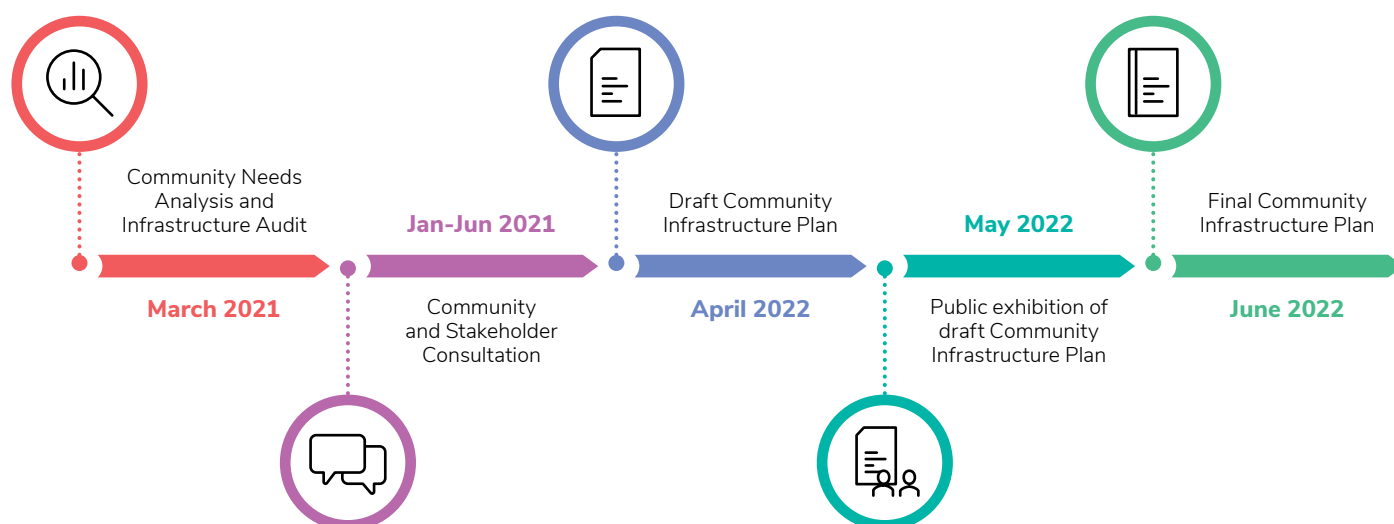 Community Needs
Analysis and
Infrastructure Audit
March 2021
Jan-Jun 2021
Community
and Stakeholder
Consultation
Draft Community
Infrastructure Plan
April 2022
May 2022
Public exhibition of
draft Community
Infrastructure Plan
Final Community
Infrastructure Plan
June 2022